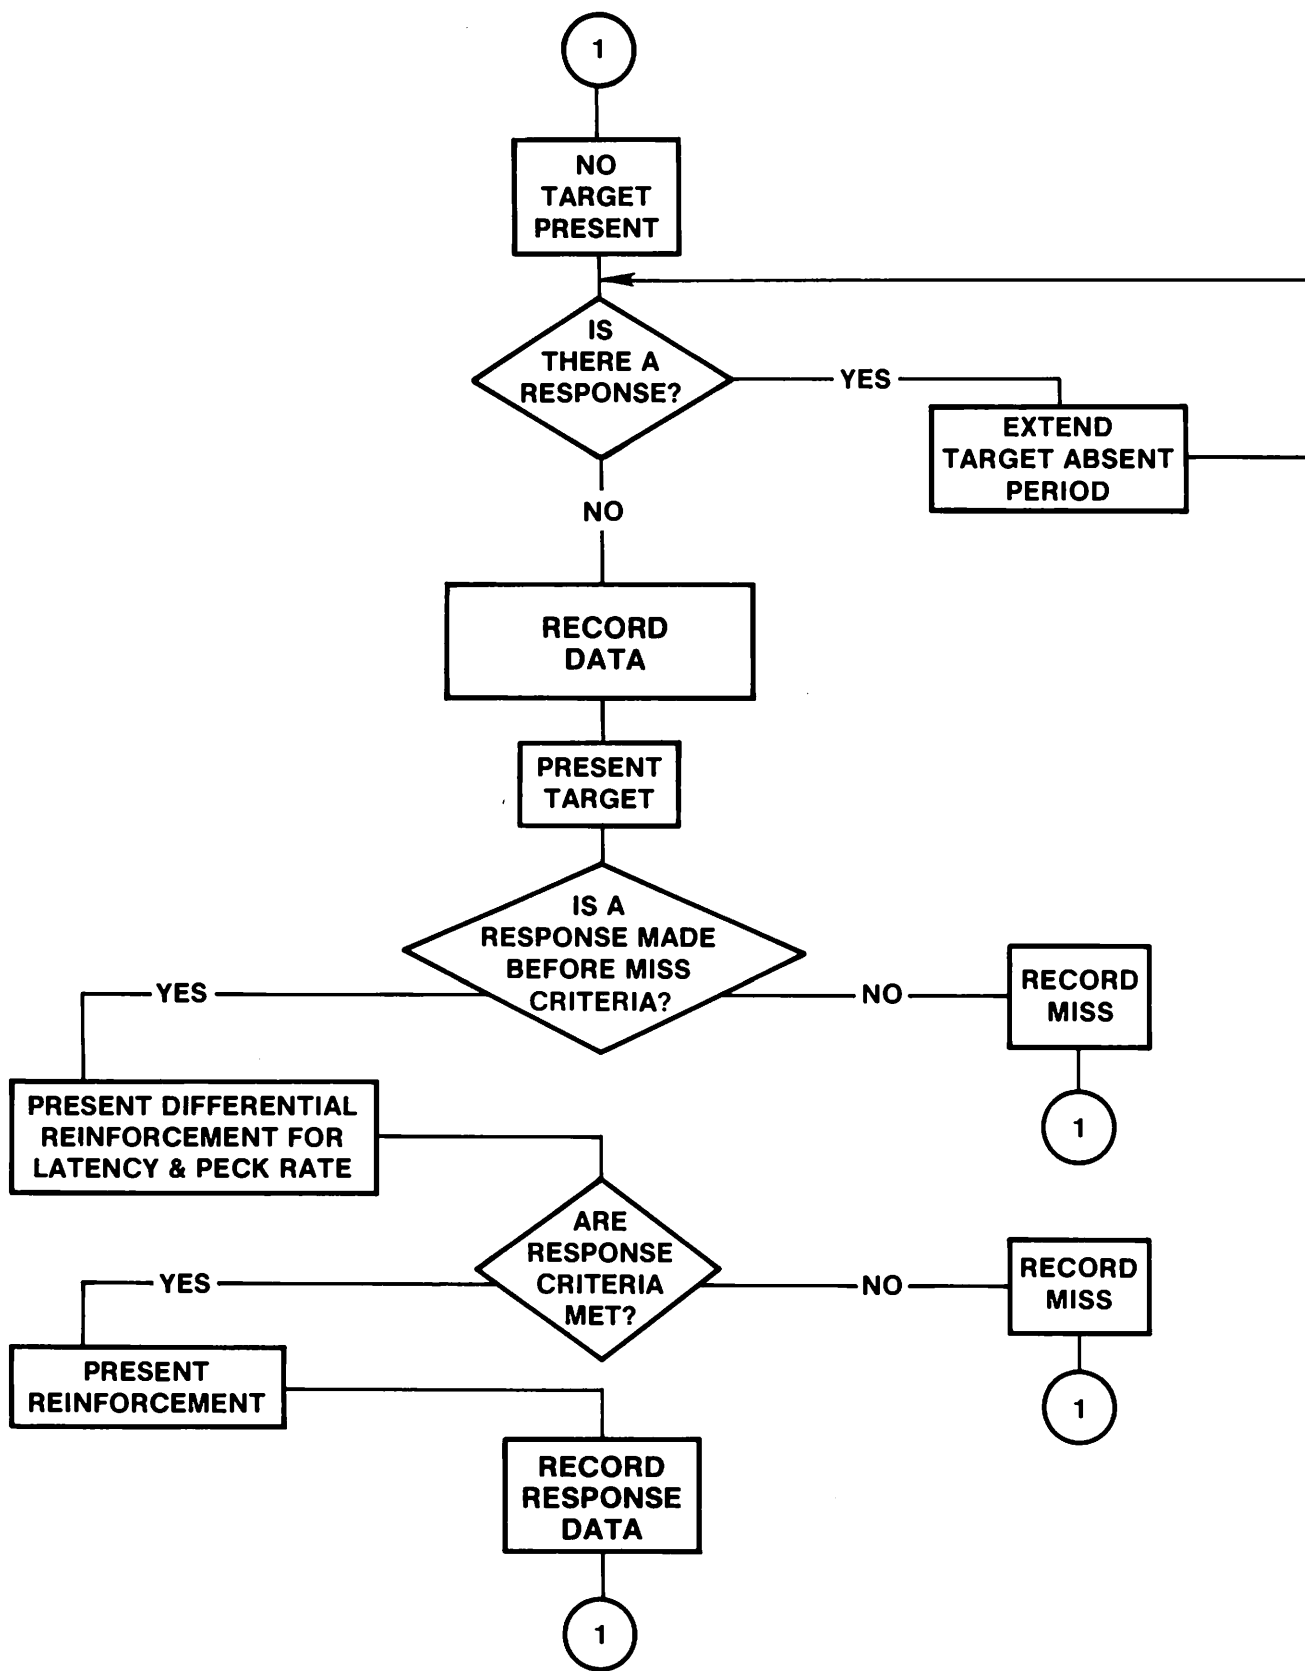 1
NO
TARGET
PRESENT
IS
THERE A
RESPONSE?
YES
EXTEND
TARGET ABSENT
PERIOD
NO
RECORD
DATA
PRESENT
TARGET
IS A
RESPONSE MADE
BEFORE MISS
CRITERIA?
YES
NO
RECORD
MISS
1
PRESENT DIFFERENTIAL
REINFORCEMENT FOR
LATENCY & PECK RATE
ARE
RESPONSE
CRITERIA
MET?
YES
NO
RECORD
MISS
1
PRESENT
REINFORCEMENT
RECORD
RESPONSE
DATA
1